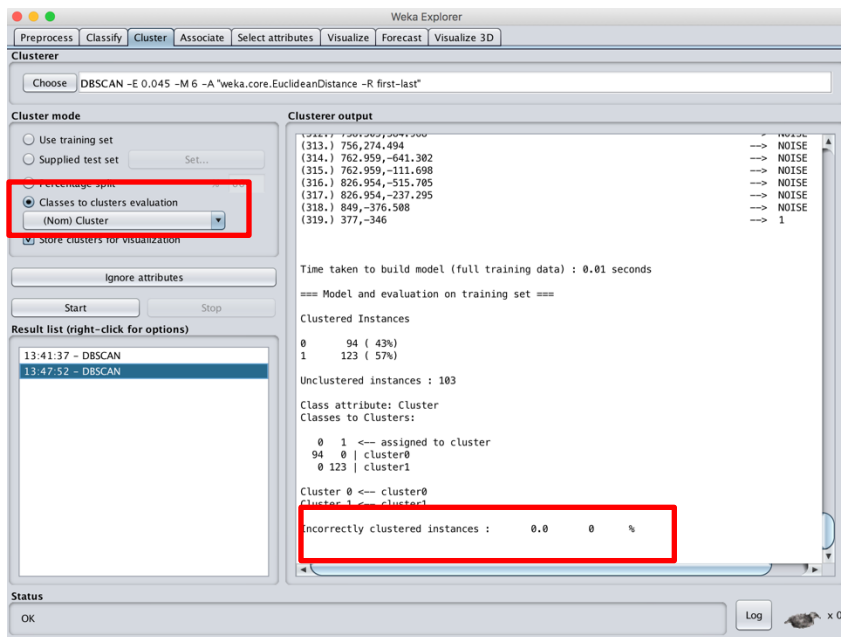 Weka Explorer
Preprocess Classify Cluster Associate Select attributes Visualize Forecast Visualize 3D
Clusterer
Choose DBSCAN -E 0.045 -M 6 -A "weka.core.EuclideanDistance -R first-last"
Cluster mode
Use training set
Supplied test set Set...
Percentage split %
Classes to clusters evaluation
(Nom) Cluster
Store clusters for visualization
Ignore attributes
Start Stop
Result list (right-click for options)
13:41:37 - DBSCAN
13:47:52 - DBSCAN
Clusterer output
(313.) 756,274.494 --> NOISE
(314.) 762.959,-641.302 --> NOISE
(315.) 762.959,-111.698 --> NOISE
(316.) 826.954,-515.705 --> NOISE
(317.) 826.954,-237.295 --> NOISE
(318.) 849,-376.508 --> NOISE
(319.) 377,-346 --> 1
Time taken to build model (full training data) : 0.01 seconds
=== Model and evaluation on training set ===
Clustered Instances
0 94 ( 43%)
1 123 ( 57%)
Unclustered instances : 103
Class attribute: Cluster
Classes to Clusters:
0 1 <-- assigned to cluster
94 0 | cluster0
0 123 | cluster1
Cluster 0 <-- cluster0
Cluster 1 <-- cluster1
Incorrectly clustered instances : 0.0 0 %
Status
OK
Log x 0